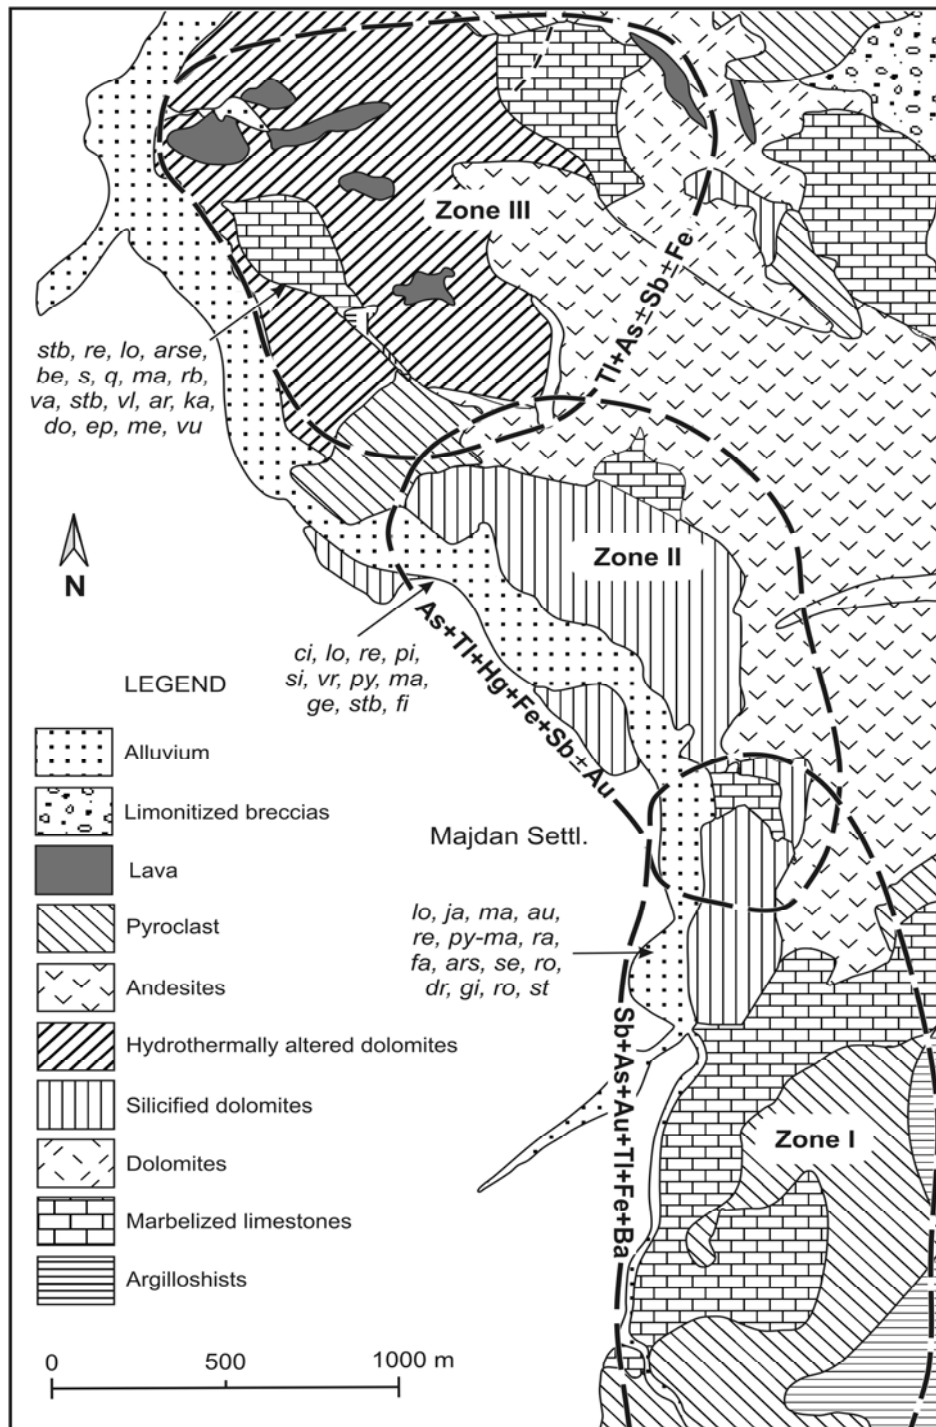 Zone III
Tl+As±Sb±Fe
stb, re, lo, arse,
be, s, q, ma, rb,
va, stb, vl, ar, ka,
do, ep, me, vu
N
Zone II
As+Tl+Hg+Fe+Sb±Au
ci, lo, re, pi,
si, vr, py, ma,
ge, stb, fi
Majdan Settl.
lo, ja, ma, au,
re, py-ma, ra,
fa, ars, se, ro,
dr, gi, ro, st
Sb+As+Au+Tl+Fe+Ba
Zone I
LEGEND
Alluvium
Limonitized breccias
Lava
Pyroclast
Andesites
Hydrothermally altered dolomites
Silicified dolomites
Dolomites
Marbelized limestones
Argilloshists
0 500 1000 m